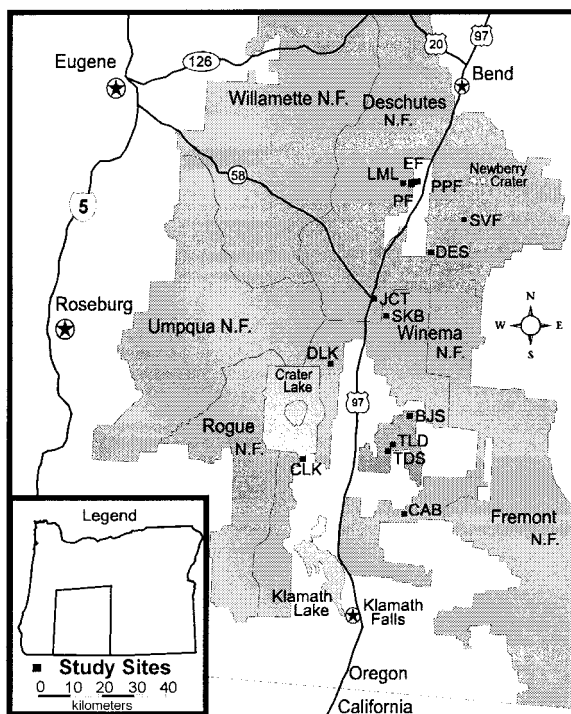 20
97
126
Eugene
Bend
Willamette N.F.
Deschutes
N.F.
EF
LML
PPF
PF
Newberry
Crater
58
5
SVF
DES
Roseburg
JCT
SKB
Umpqua N.F.
Winema
N.F.
N
W
E
S
DLK
Crater
Lake
97
BJS
Rogue
N.F.
TLD
TDS
CLK
CAB
Fremont
N.F.
Legend
Klamath
Lake
Klamath
Falls
Study Sites
0 10 20 30 40
kilometers
Oregon
California